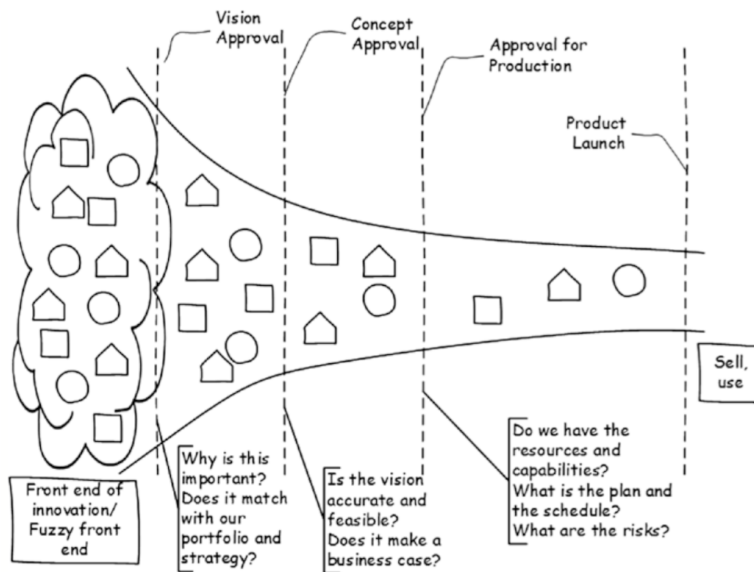 Vision
Approval
Concept
Approval
Approval for
Production
Product
Launch
Sell,
use
Front end of
innovation/
Fuzzy front
end
Why is this
important?
Does it match
with our
portfolio and
strategy?
Is the vision
accurate and
feasible?
Does it make a
business case?
Do we have the
resources and
capabilities?
What is the plan and
the schedule?
What are the risks?